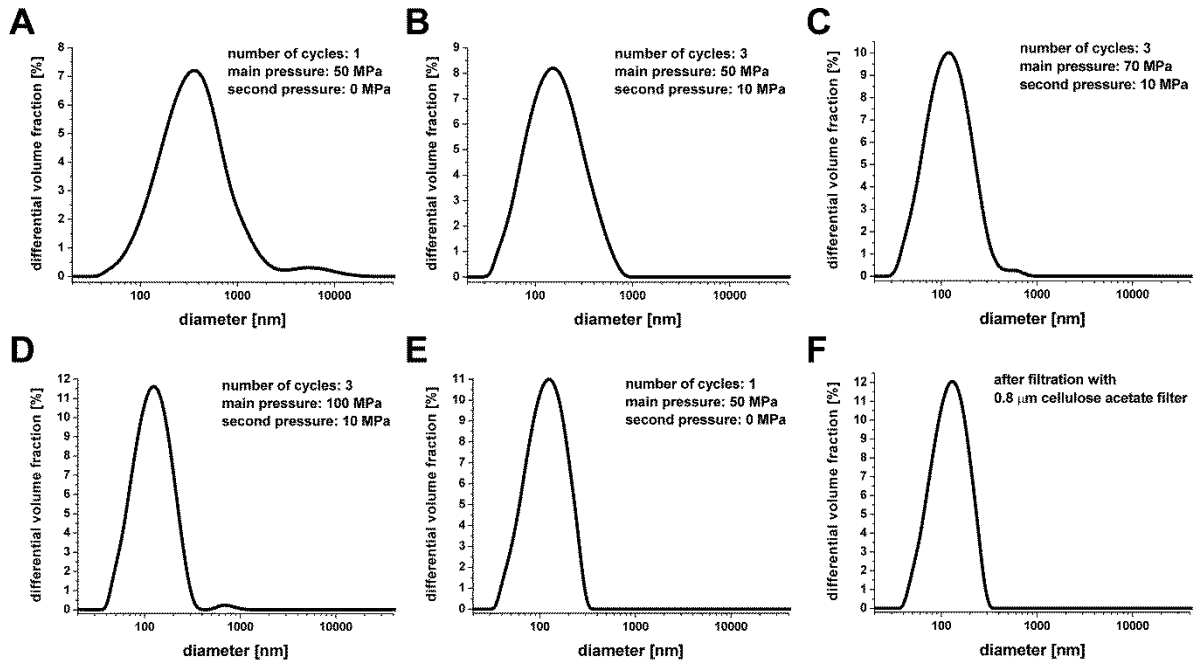 A
differential volume fraction [%]
8
7
6
5
4
3
2
1
0
number of cycles: 1
main pressure: 50 MPa
second pressure: 0 MPa
100
1000
10000
diameter [nm]
B
differential volume fraction [%]
9
8
7
6
5
4
3
2
1
0
number of cycles: 3
main pressure: 50 MPa
second pressure: 10 MPa
100
1000
10000
diameter [nm]
C
differential volume fraction [%]
10
9
8
7
6
5
4
3
2
1
0
number of cycles: 3
main pressure: 70 MPa
second pressure: 10 MPa
100
1000
10000
diameter [nm]
D
differential volume fraction [%]
12
11
10
9
8
7
6
5
4
3
2
1
0
number of cycles: 3
main pressure: 100 MPa
second pressure: 10 MPa
100
1000
10000
diameter [nm]
E
differential volume fraction [%]
11
10
9
8
7
6
5
4
3
2
1
0
number of cycles: 1
main pressure: 50 MPa
second pressure: 0 MPa
100
1000
10000
diameter [nm]
F
differential volume fraction [%]
12
11
10
9
8
7
6
5
4
3
2
1
0
after filtration with
0.8 μm cellulose acetate filter
100
1000
10000
diameter [nm]